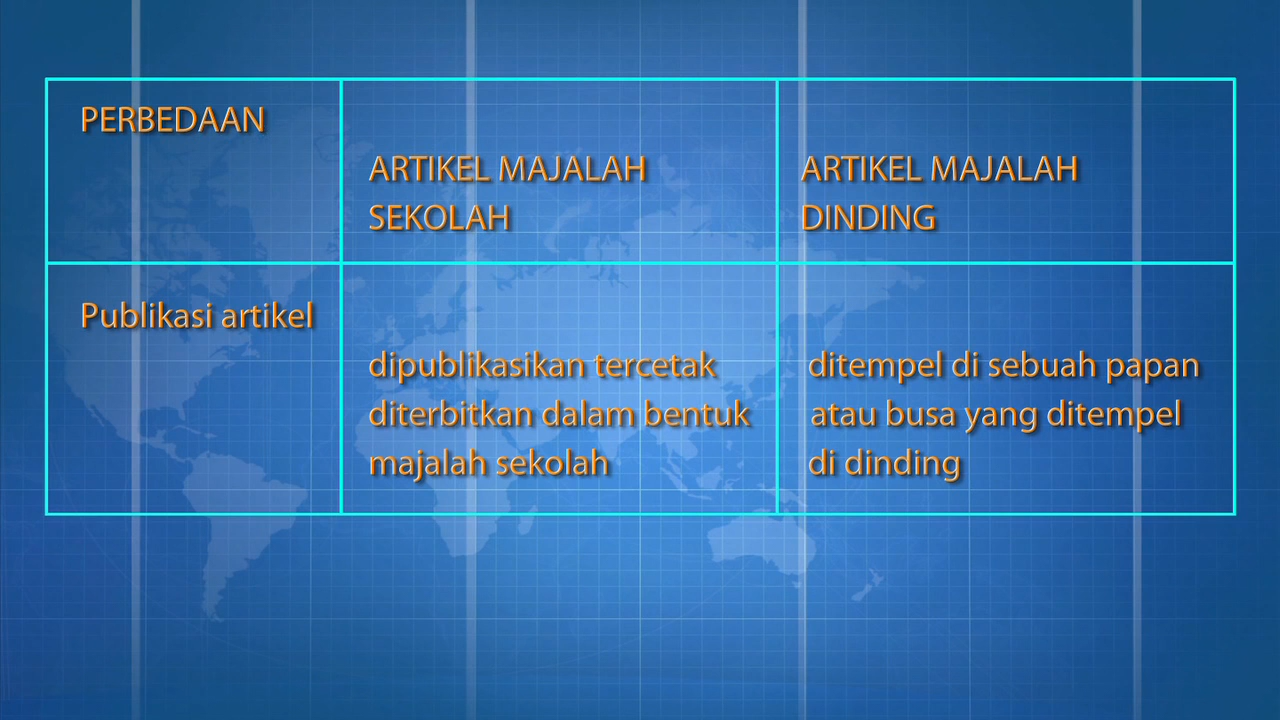 PERBEDAAN
ARTIKEL MAJALAH
SEKOLAH
ARTIKEL MAJALAH
DINDING
Publikasi artikel
dipublikasikan tercetak
diterbitkan dalam bentuk
majalah sekolah
ditempel di sebuah papan
atau busa yang ditempel
di dinding